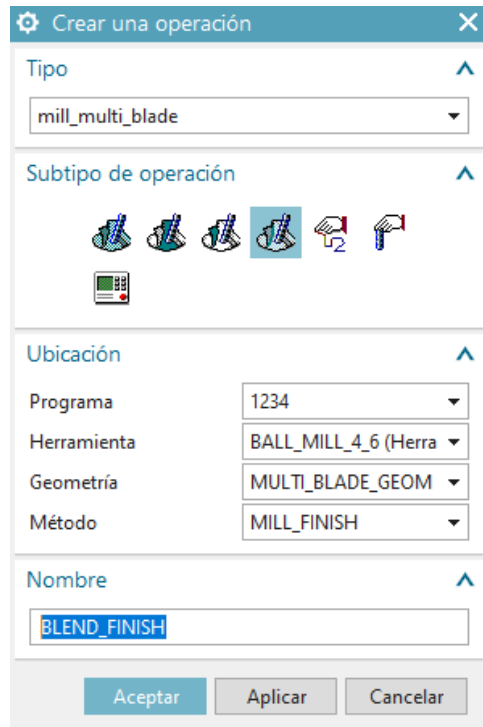 Crear una operación
Tipo
mill_multi_blade
Subtipo de operación
2
Ubicación
Programa 1234
Herramienta BALL_MILL_4_6 (Herra
Geometría MULTI_BLADE_GEOM
Método MILL_FINISH
Nombre
BLEND_FINISH
Aceptar Aplicar Cancelar